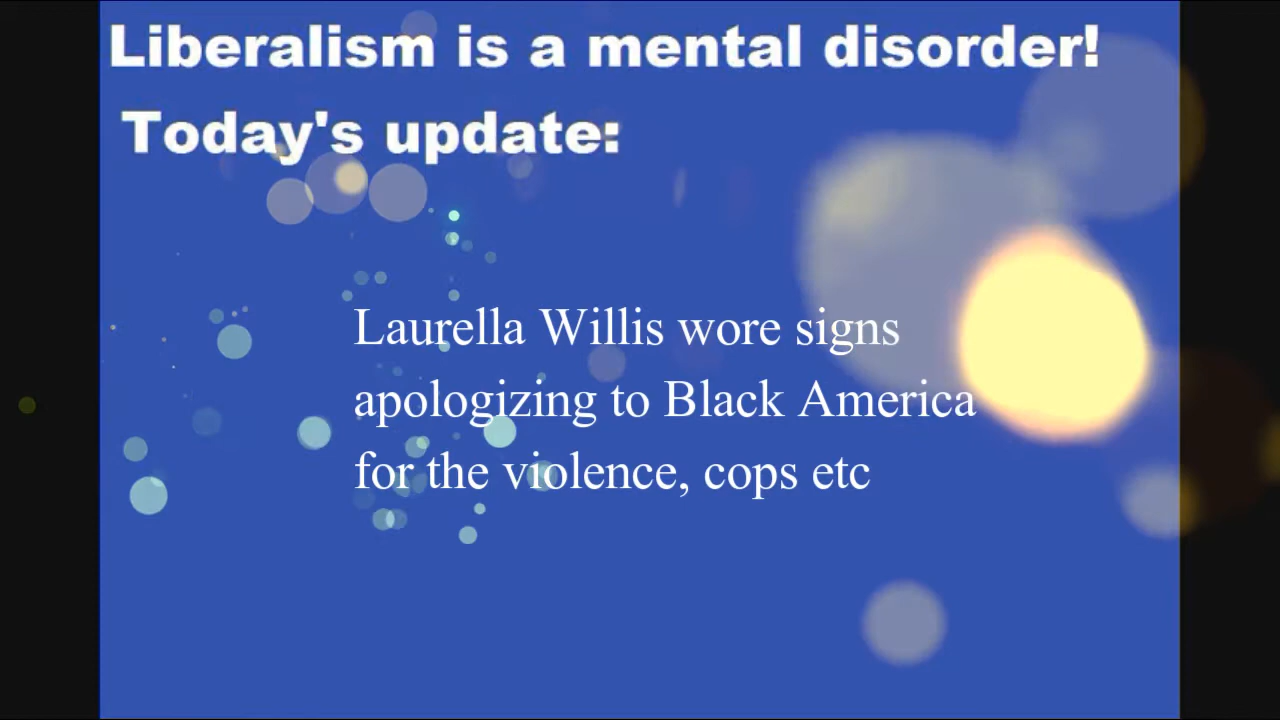 Liberalism is a mental disorder!
Today's update:
Laurella Willis wore signs
apologizing to Black America
for the violence, cops etc